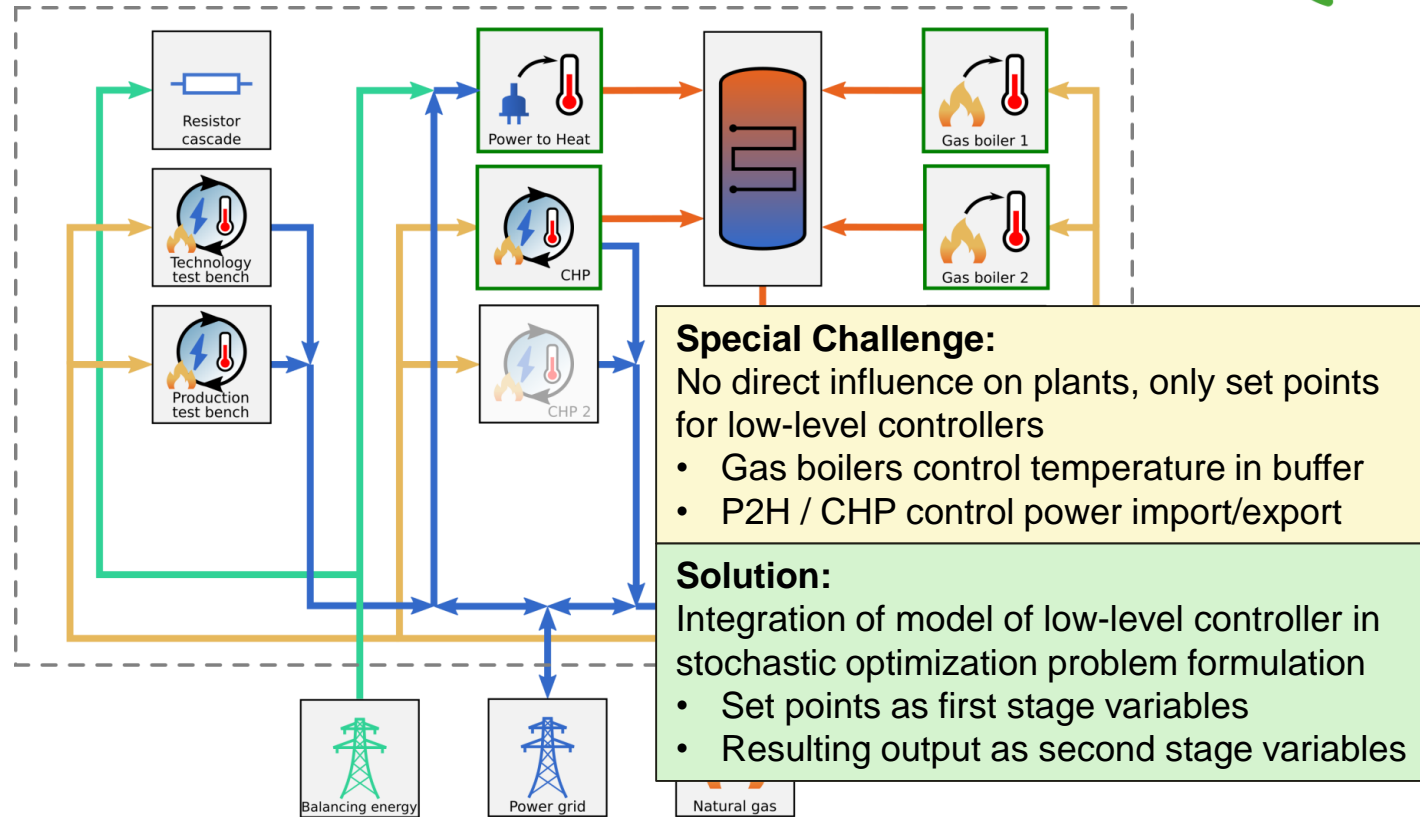 Resistor
cascade
Power to Heat
Gas boiler 1
Technology
test bench
CHP
Gas boiler 2
Production
test bench
CHP 2
Special Challenge:
No direct influence on plants, only set points
for low-level controllers
• Gas boilers control temperature in buffer
• P2H / CHP control power import/export
Solution:
Integration of model of low-level controller in
stochastic optimization problem formulation
• Set points as first stage variables
• Resulting output as second stage variables
Balancing energy
Power grid
Natural gas